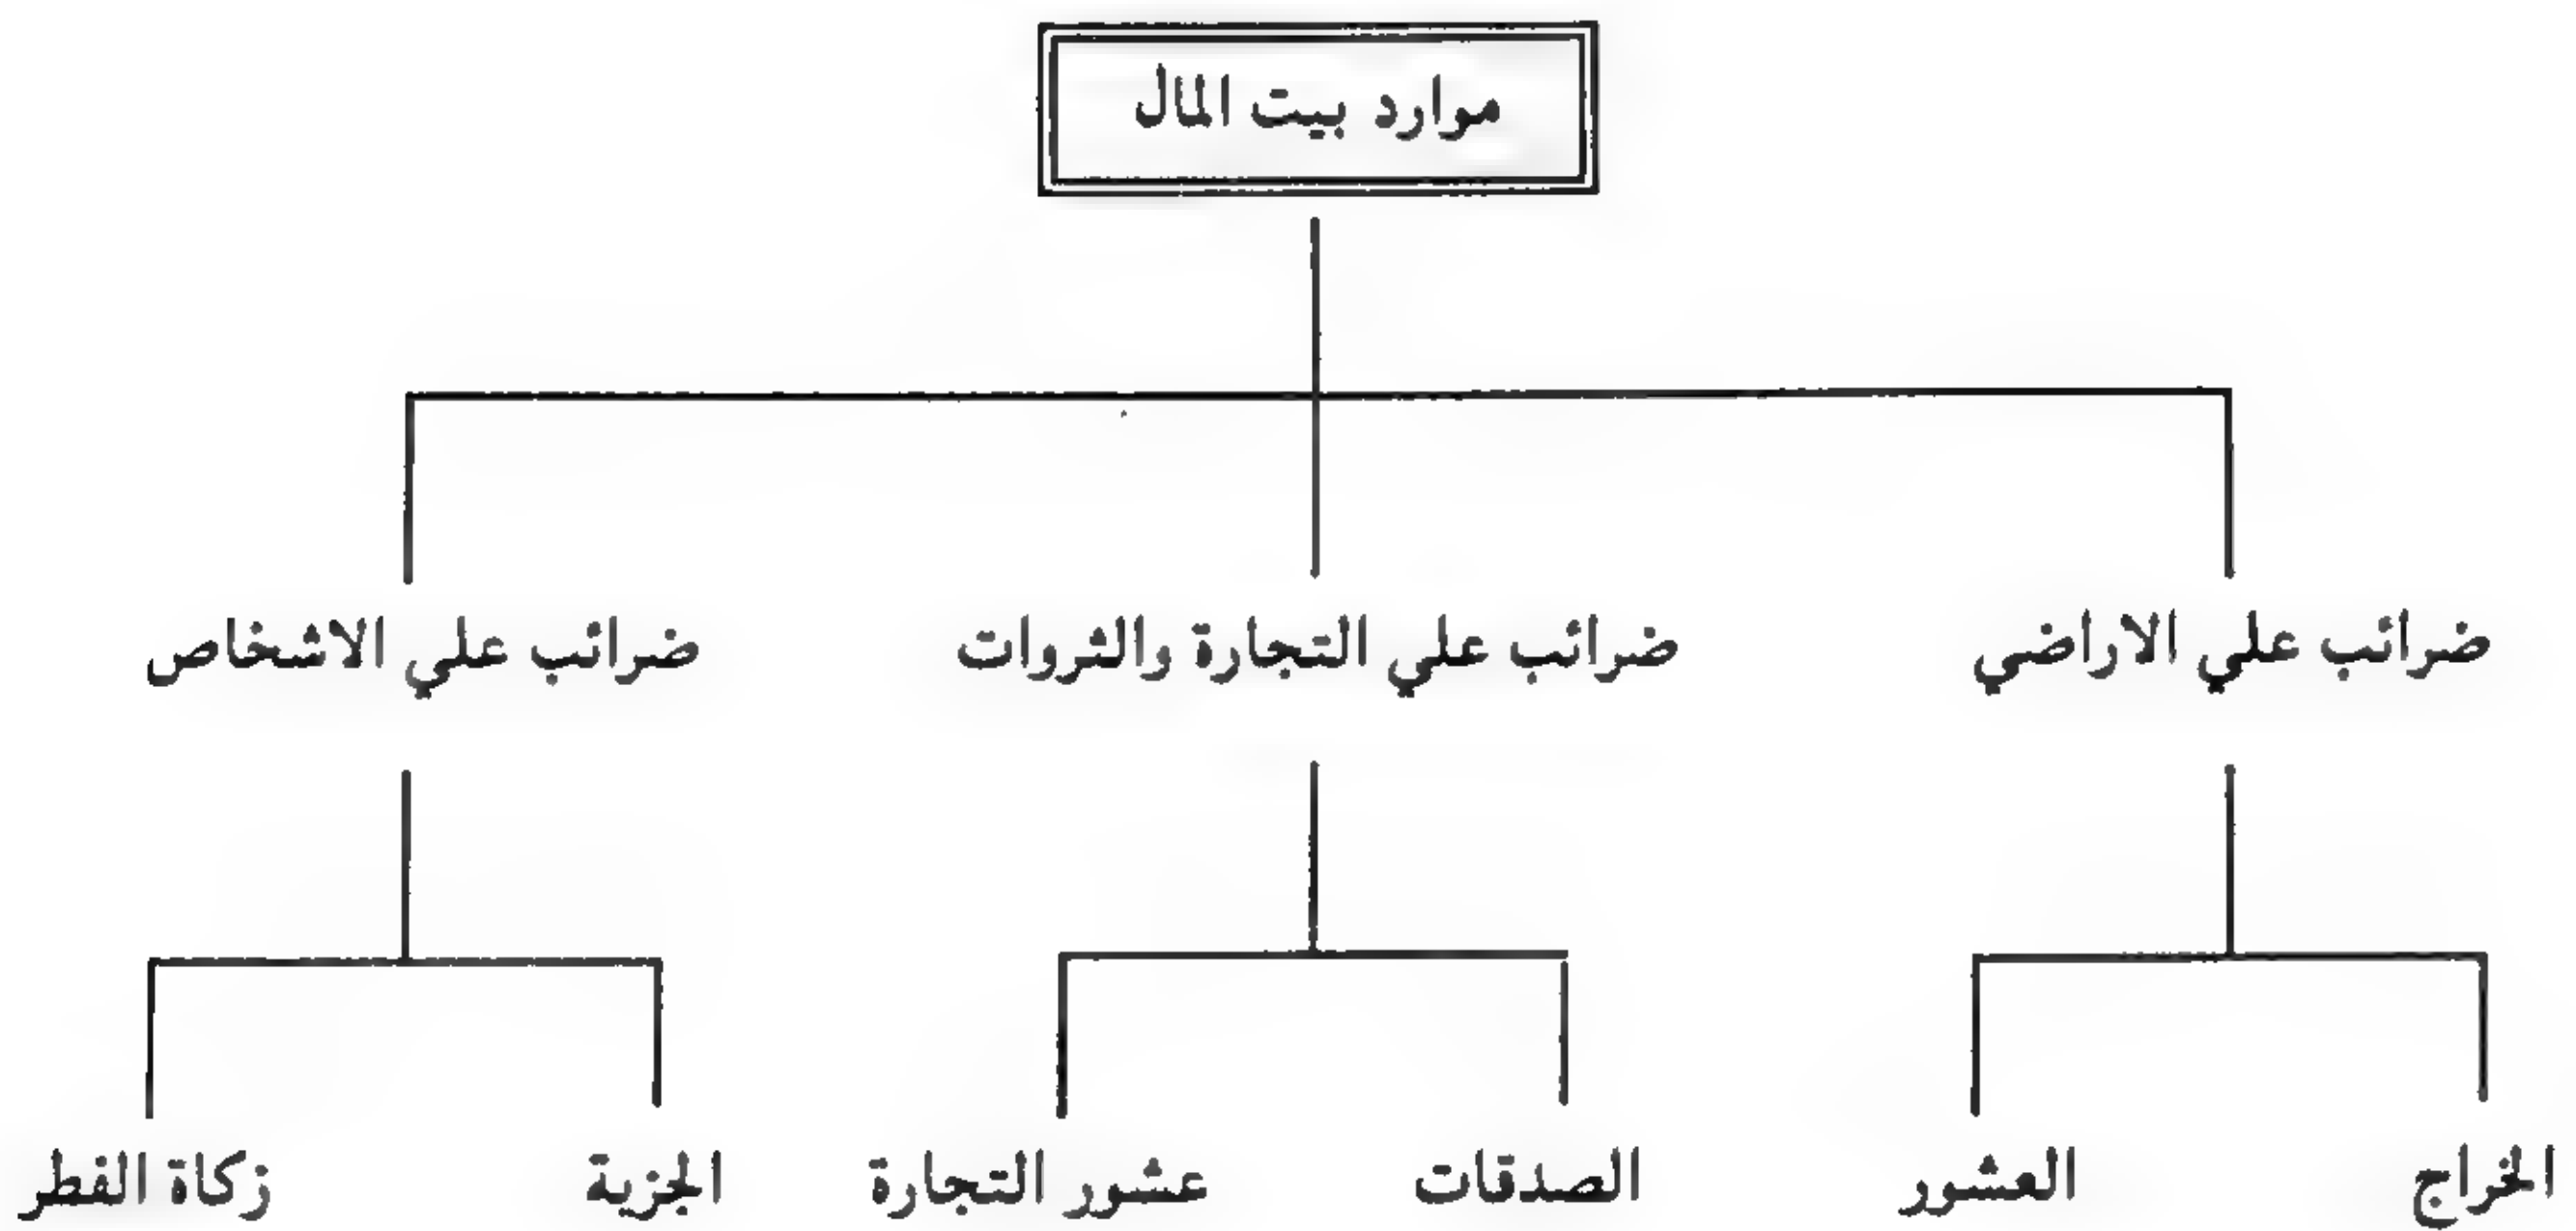 موارد بيت المال
ضرائب علي الاراضي
ضرائب علي التجارة والثروات
ضرائب علي الاشخاص
الخراج
العشور
الصدقات
عشور التجارة
الجزية
زكاة الفطر